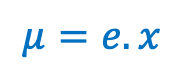 μ = e.x